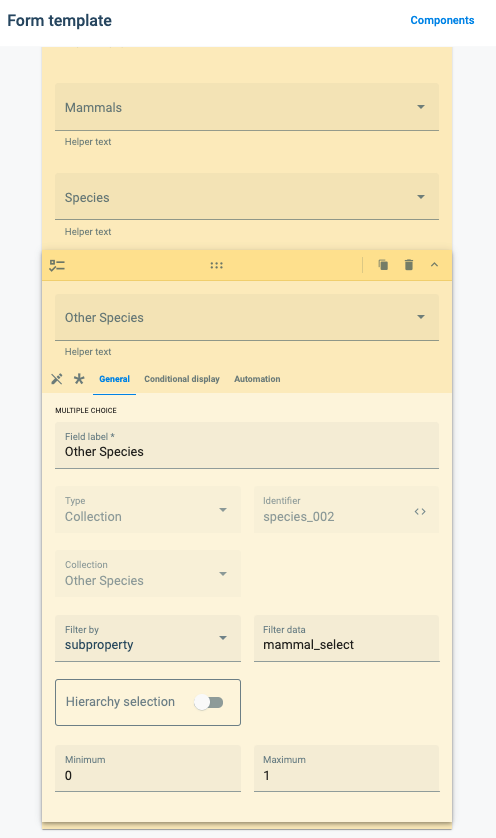 Form template
Components
Mammals
Helper text
Species
Helper text
Other Species
Helper text
General Conditional display Automation
MULTIPLE CHOICE
Field label *
Other Species
Type
Collection
Identifier
species_002
Collection
Other Species
Filter by
subproperty
Filter data
mammal_select
Hierarchy selection
Minimum
0
Maximum
1